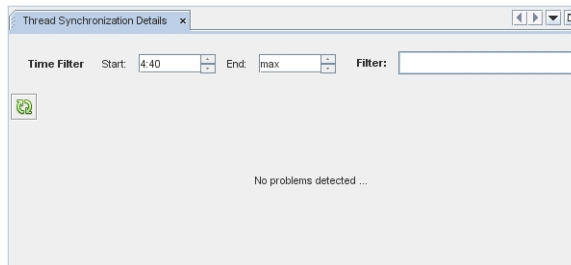 Thread Synchronization Details ×
Time Filter Start: 4:40 End: max Filter:
No problems detected ...